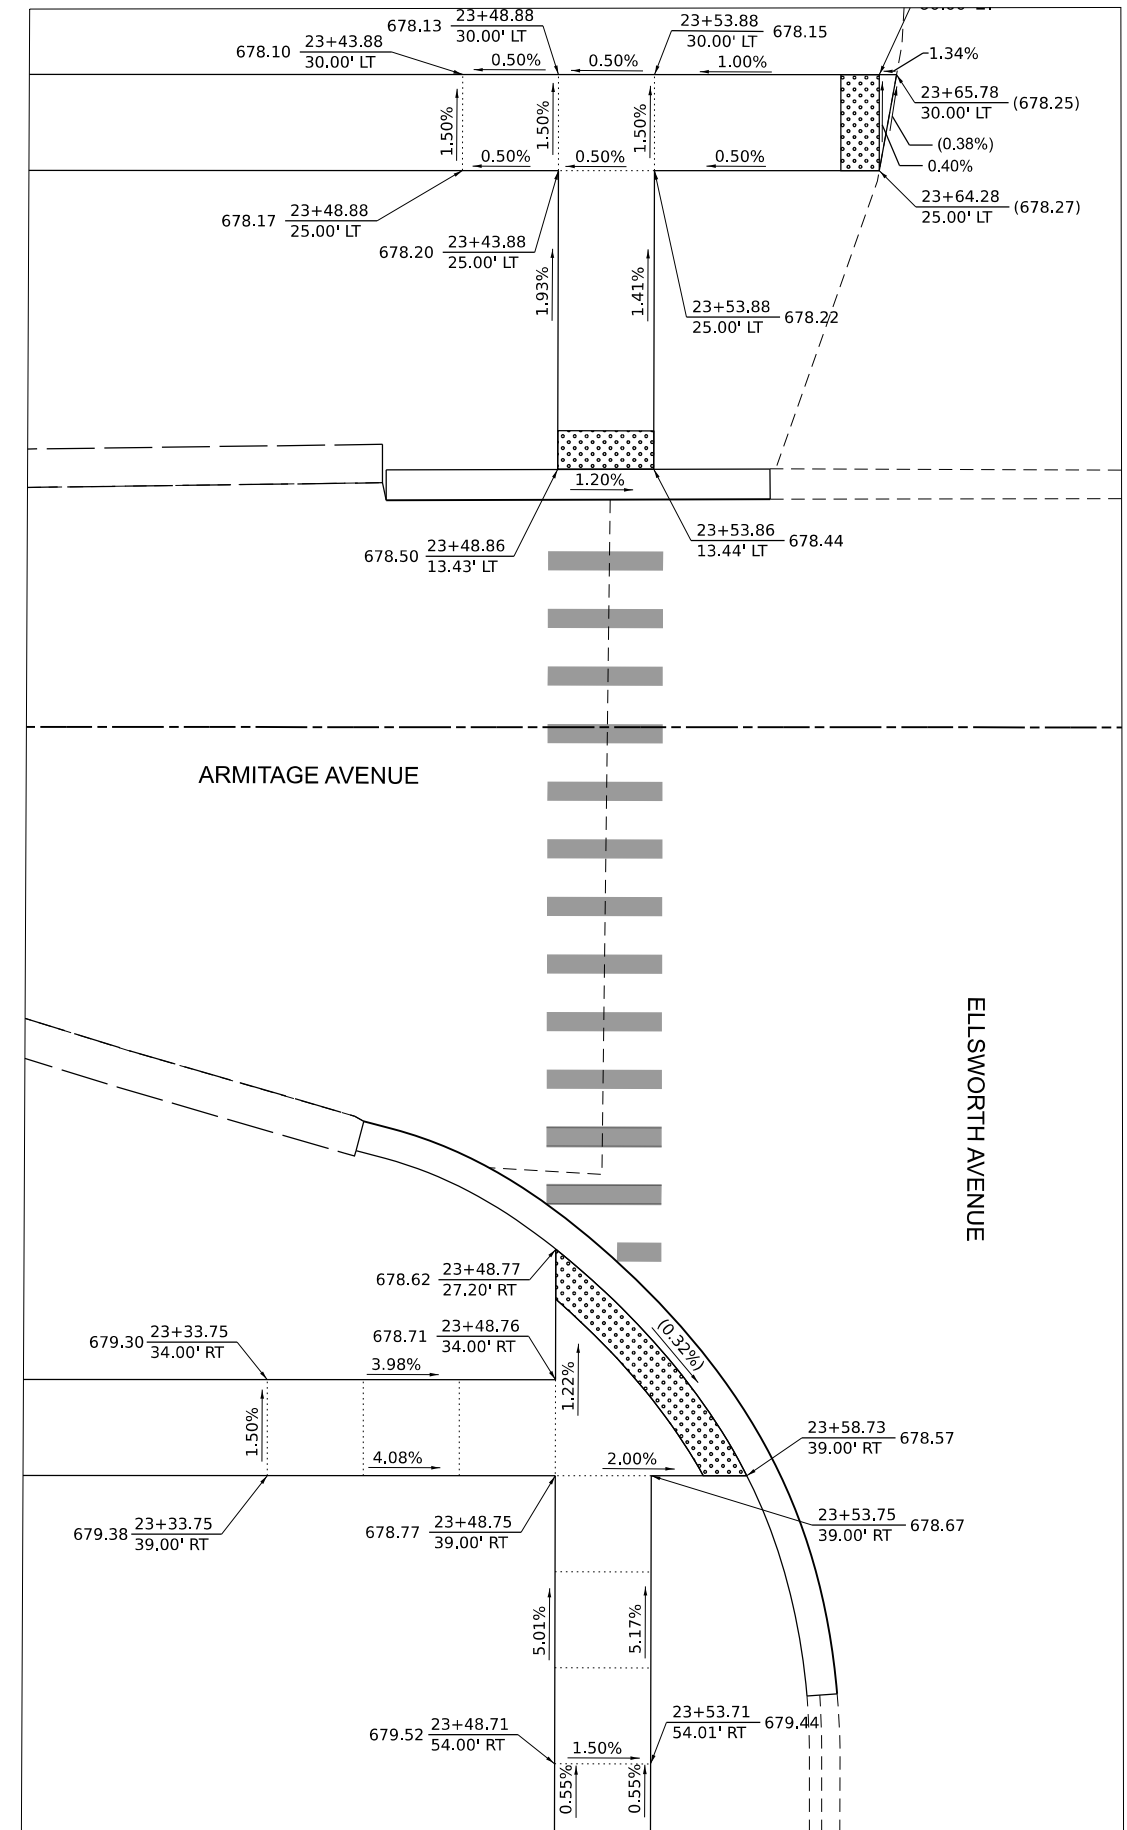 678.13 23+48.88
30.00' LT
23+53.88 678.15
30.00' LT
678.10 23+43.88
30.00' LT
0.50%
0.50%
1.00%
1.34%
23+65.78 (678.25)
30.00' LT
1.50%
1.50%
1.50%
(0.38%)
0.40%
0.50%
0.50%
0.50%
23+64.28 (678.27)
25.00' LT
678.17 23+48.88
25.00' LT
678.20 23+43.88
25.00' LT
1.93%
1.41%
23+53.88 678.22
25.00' LT
1.20%
678.50 23+48.86
13.43' LT
23+53.86 678.44
13.44' LT
ARMITAGE AVENUE
ELLSWORTH AVENUE
678.62 23+48.77
27.20' RT
679.30 23+33.75
34.00' RT
678.71 23+48.76
34.00' RT
(0.32%)
3.98%
1.22%
1.50%
4.08%
2.00%
23+58.73 678.57
39.00' RT
679.38 23+33.75
39.00' RT
678.77 23+48.75
39.00' RT
23+53.75 678.67
39.00' RT
5.01%
5.17%
679.52 23+48.71
54.00' RT
23+53.71 679.44
54.01' RT
1.50%
0.55%
0.55%